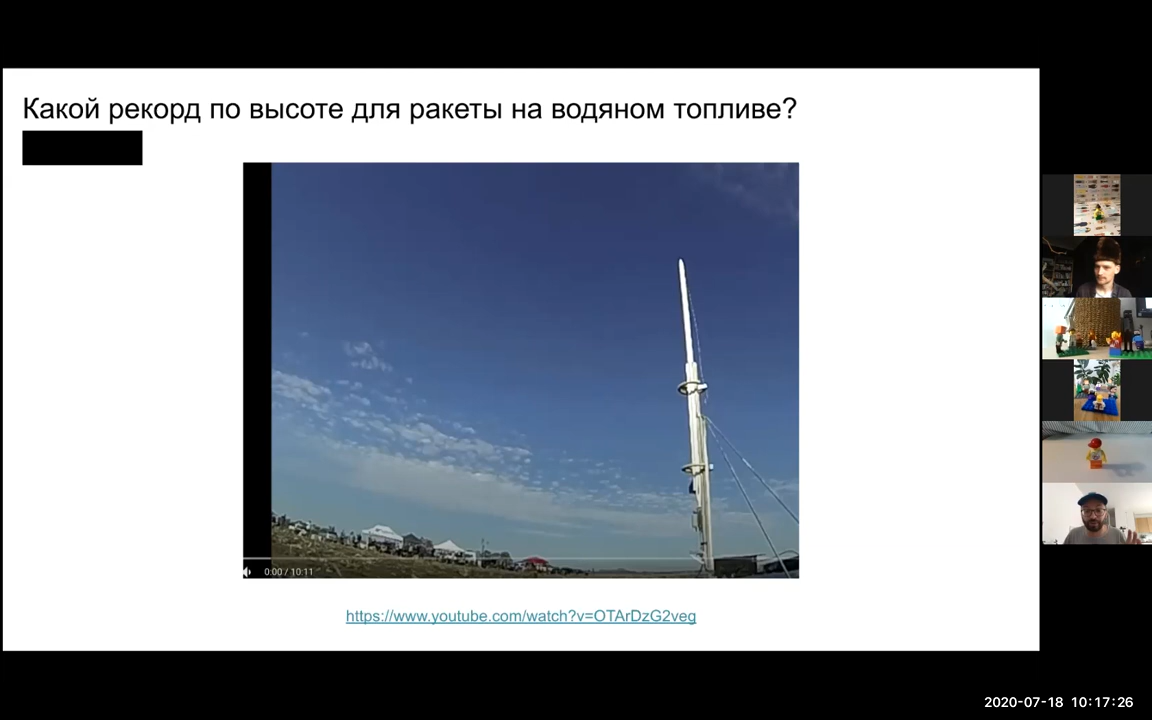 Какой рекорд по высоте для ракеты на водяном топливе?
0:00 / 10:11
https://www.youtube.com/watch?v=OTArDzG2veg
2020-07-18 10:17:26